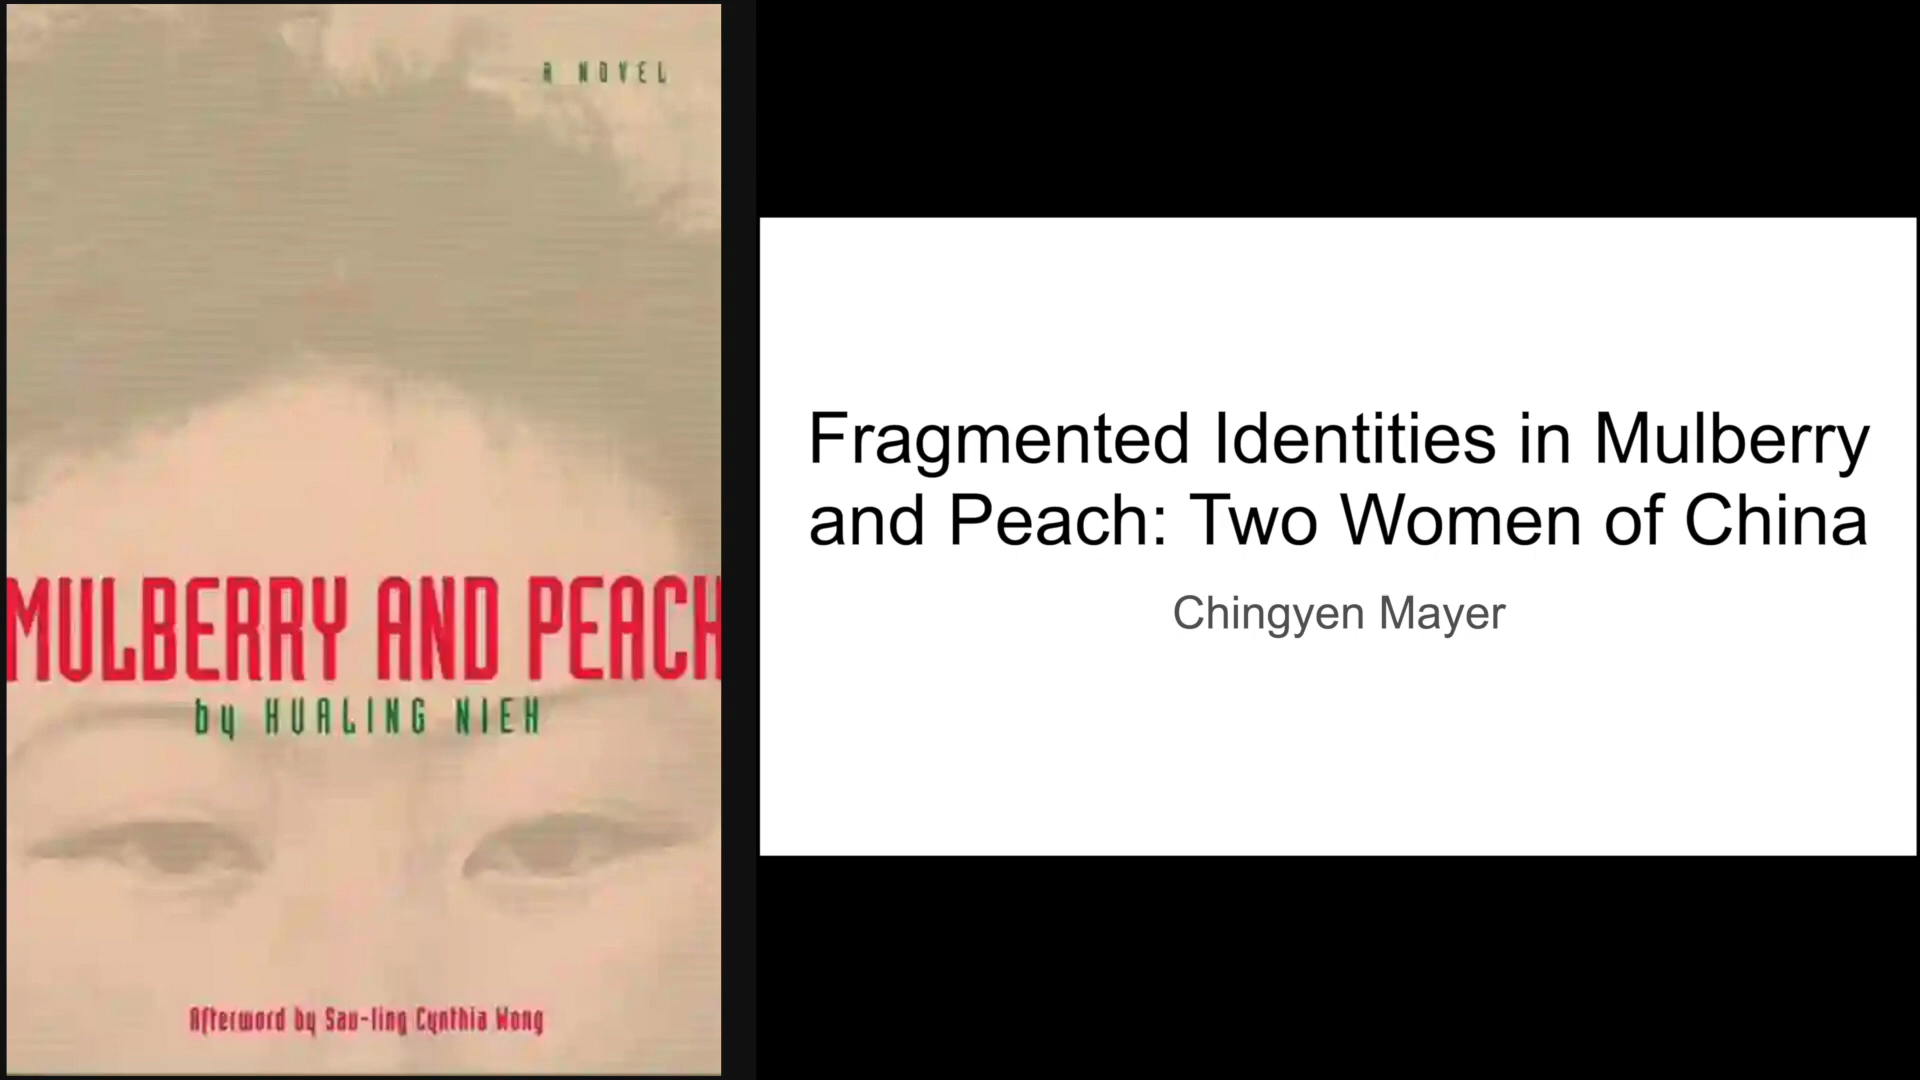 A NOVEL
MULBERRY AND PEACH
by HUALING NIEH
Afterword by Sau-ling Cynthia Wong
Fragmented Identities in Mulberry
and Peach: Two Women of China
Chingyen Mayer